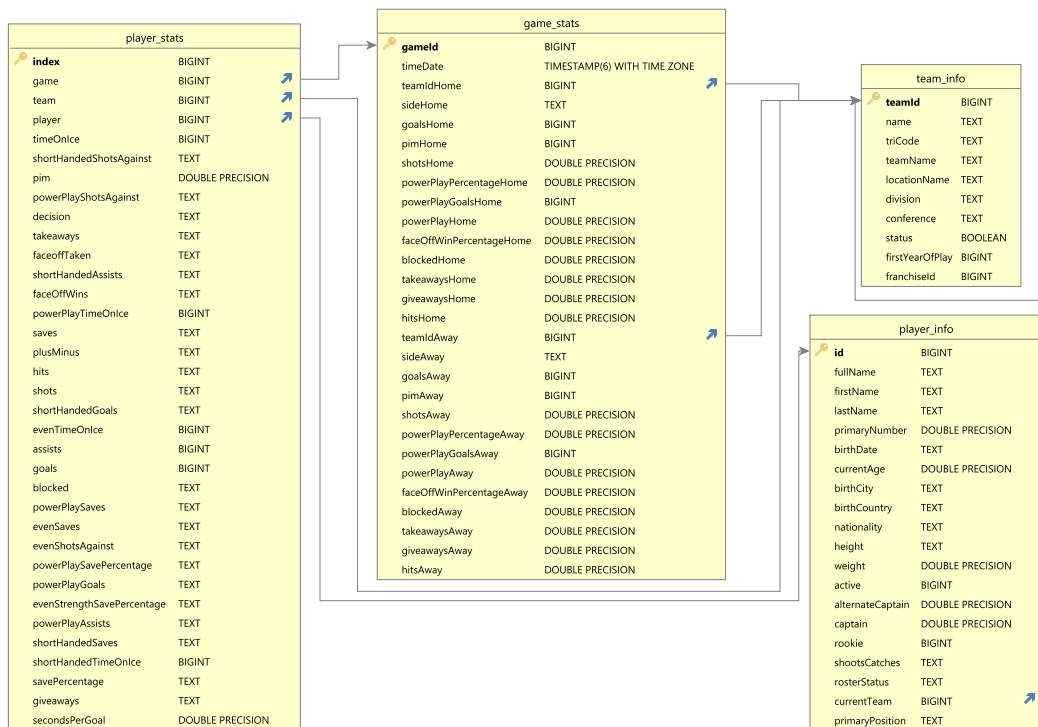 player_stats
index BIGINT
game BIGINT
team BIGINT
player BIGINT
timeOnIce BIGINT
shortHandedShotsAgainst TEXT
pim DOUBLE PRECISION
powerPlayShotsAgainst TEXT
decision TEXT
takeaways TEXT
faceoffTaken TEXT
shortHandedAssists TEXT
faceOffWins TEXT
powerPlayTimeOnIce BIGINT
saves TEXT
plusMinus TEXT
hits TEXT
shots TEXT
shortHandedGoals TEXT
evenTimeOnIce BIGINT
assists BIGINT
goals BIGINT
blocked TEXT
powerPlaySaves TEXT
evenSaves TEXT
evenShotsAgainst TEXT
powerPlaySavePercentage TEXT
powerPlayGoals TEXT
evenStrengthSavePercentage TEXT
powerPlayAssists TEXT
shortHandedSaves TEXT
shortHandedTimeOnIce BIGINT
savePercentage TEXT
giveaways TEXT
secondsPerGoal DOUBLE PRECISION
game_stats
gameId BIGINT
timeDate TIMESTAMP(6) WITH TIME ZONE
teamIdHome BIGINT
sideHome TEXT
goalsHome BIGINT
pimHome BIGINT
shotsHome DOUBLE PRECISION
powerPlayPercentageHome DOUBLE PRECISION
powerPlayGoalsHome BIGINT
powerPlayHome DOUBLE PRECISION
faceOffWinPercentageHome DOUBLE PRECISION
blockedHome DOUBLE PRECISION
takeawaysHome DOUBLE PRECISION
giveawaysHome DOUBLE PRECISION
hitsHome DOUBLE PRECISION
teamIdAway BIGINT
sideAway TEXT
goalsAway BIGINT
pimAway BIGINT
shotsAway DOUBLE PRECISION
powerPlayPercentageAway DOUBLE PRECISION
powerPlayGoalsAway BIGINT
powerPlayAway DOUBLE PRECISION
faceOffWinPercentageAway DOUBLE PRECISION
blockedAway DOUBLE PRECISION
takeawaysAway DOUBLE PRECISION
giveawaysAway DOUBLE PRECISION
hitsAway DOUBLE PRECISION
team_info
teamId BIGINT
name TEXT
triCode TEXT
teamName TEXT
locationName TEXT
division TEXT
conference TEXT
status BOOLEAN
firstYearOfPlay BIGINT
franchiseId BIGINT
player_info
id BIGINT
fullName TEXT
firstName TEXT
lastName TEXT
primaryNumber DOUBLE PRECISION
birthDate TEXT
currentAge DOUBLE PRECISION
birthCity TEXT
birthCountry TEXT
nationality TEXT
height TEXT
weight DOUBLE PRECISION
active BIGINT
alternateCaptain DOUBLE PRECISION
captain DOUBLE PRECISION
rookie BIGINT
shootsCatches TEXT
rosterStatus TEXT
currentTeam BIGINT
primaryPosition TEXT